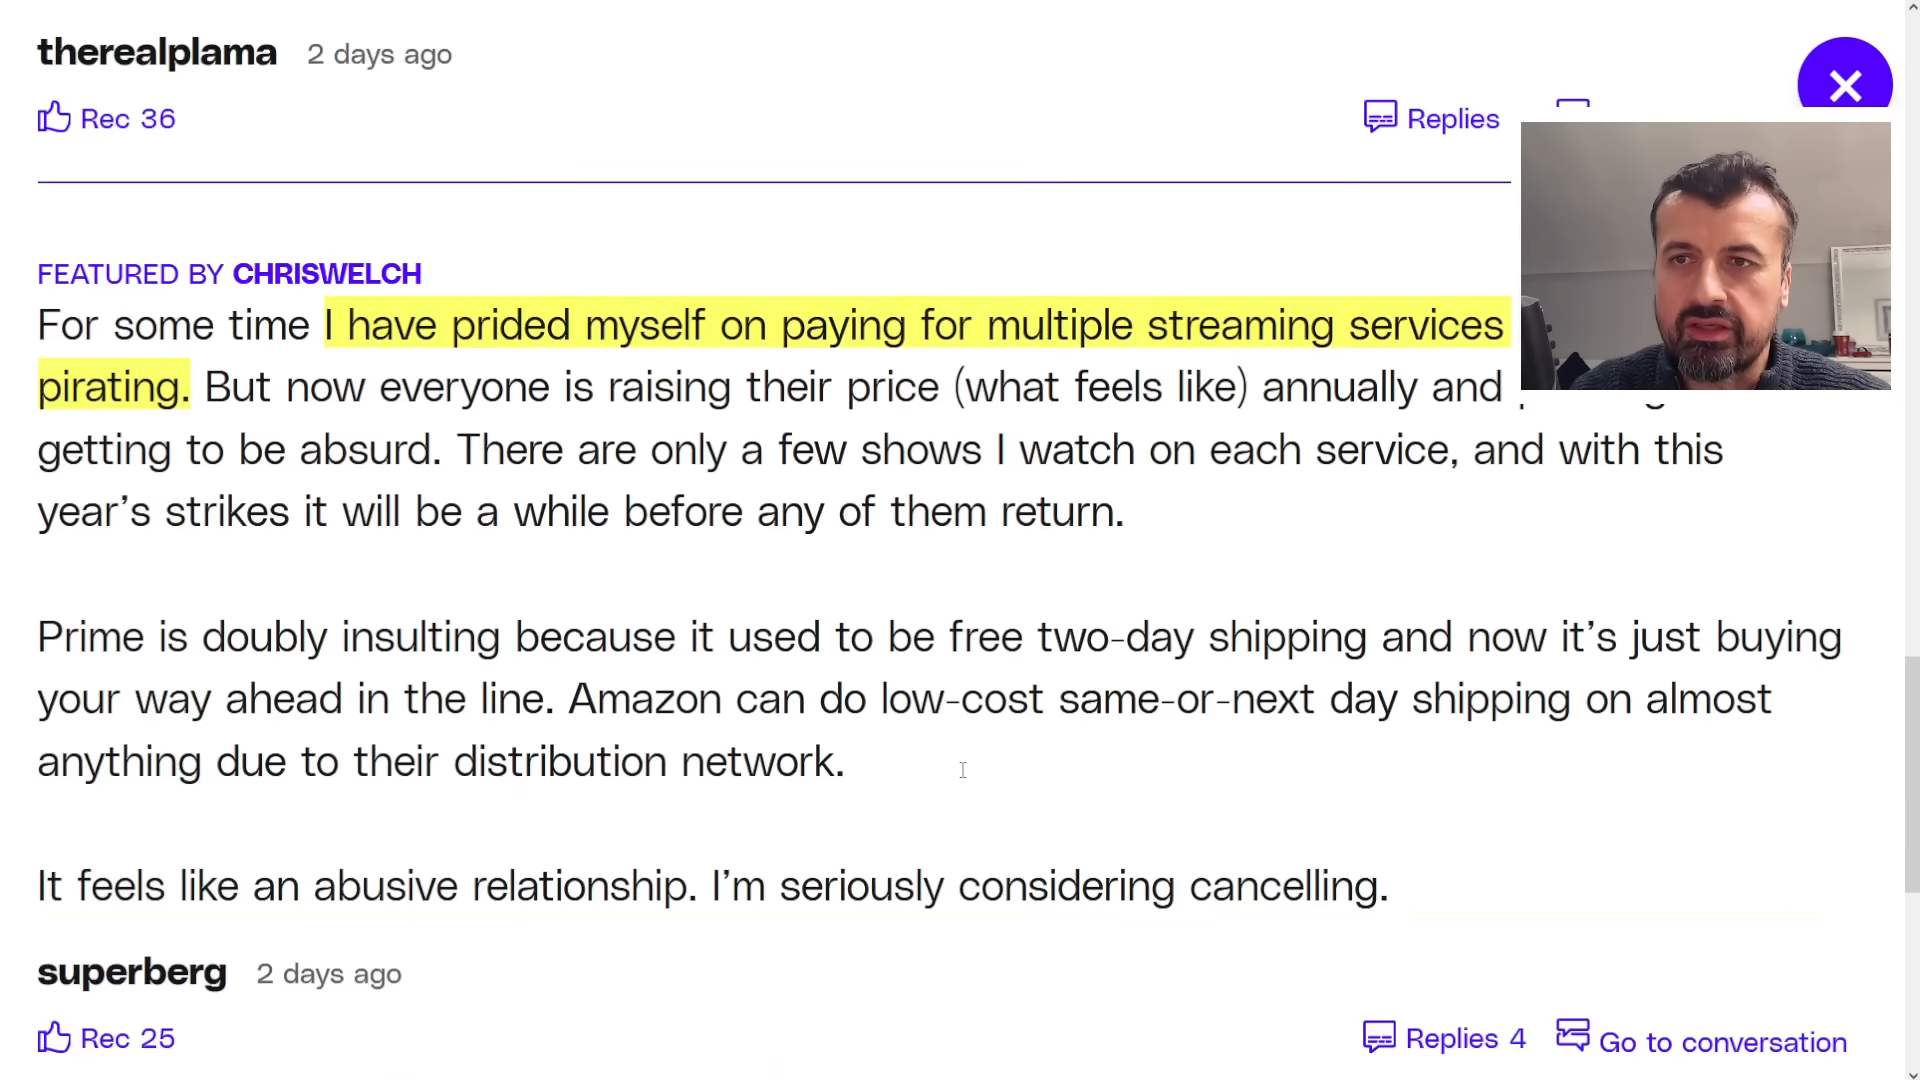 therealplama 2 days ago
Rec 36
Replies
FEATURED BY CHRISWELCH
For some time I have prided myself on paying for multiple streaming services
pirating. But now everyone is raising their price (what feels like) annually and
getting to be absurd. There are only a few shows I watch on each service, and with this
year’s strikes it will be a while before any of them return.
Prime is doubly insulting because it used to be free two-day shipping and now it’s just buying
your way ahead in the line. Amazon can do low-cost same-or-next day shipping on almost
anything due to their distribution network.
It feels like an abusive relationship. I’m seriously considering cancelling.
superberg 2 days ago
Rec 25
Replies 4 Go to conversation